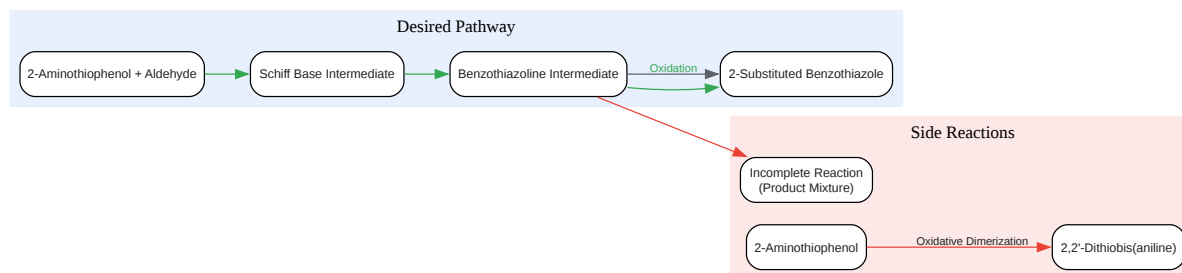 Desired Pathway
2-Aminothiophenol + Aldehyde
Schiff Base Intermediate
Benzothiazoline Intermediate
Oxidation
2-Substituted Benzothiazole
Side Reactions
Incomplete Reaction
(Product Mixture)
2-Aminothiophenol
Oxidative Dimerization
2,2'-Dithiobis(aniline)